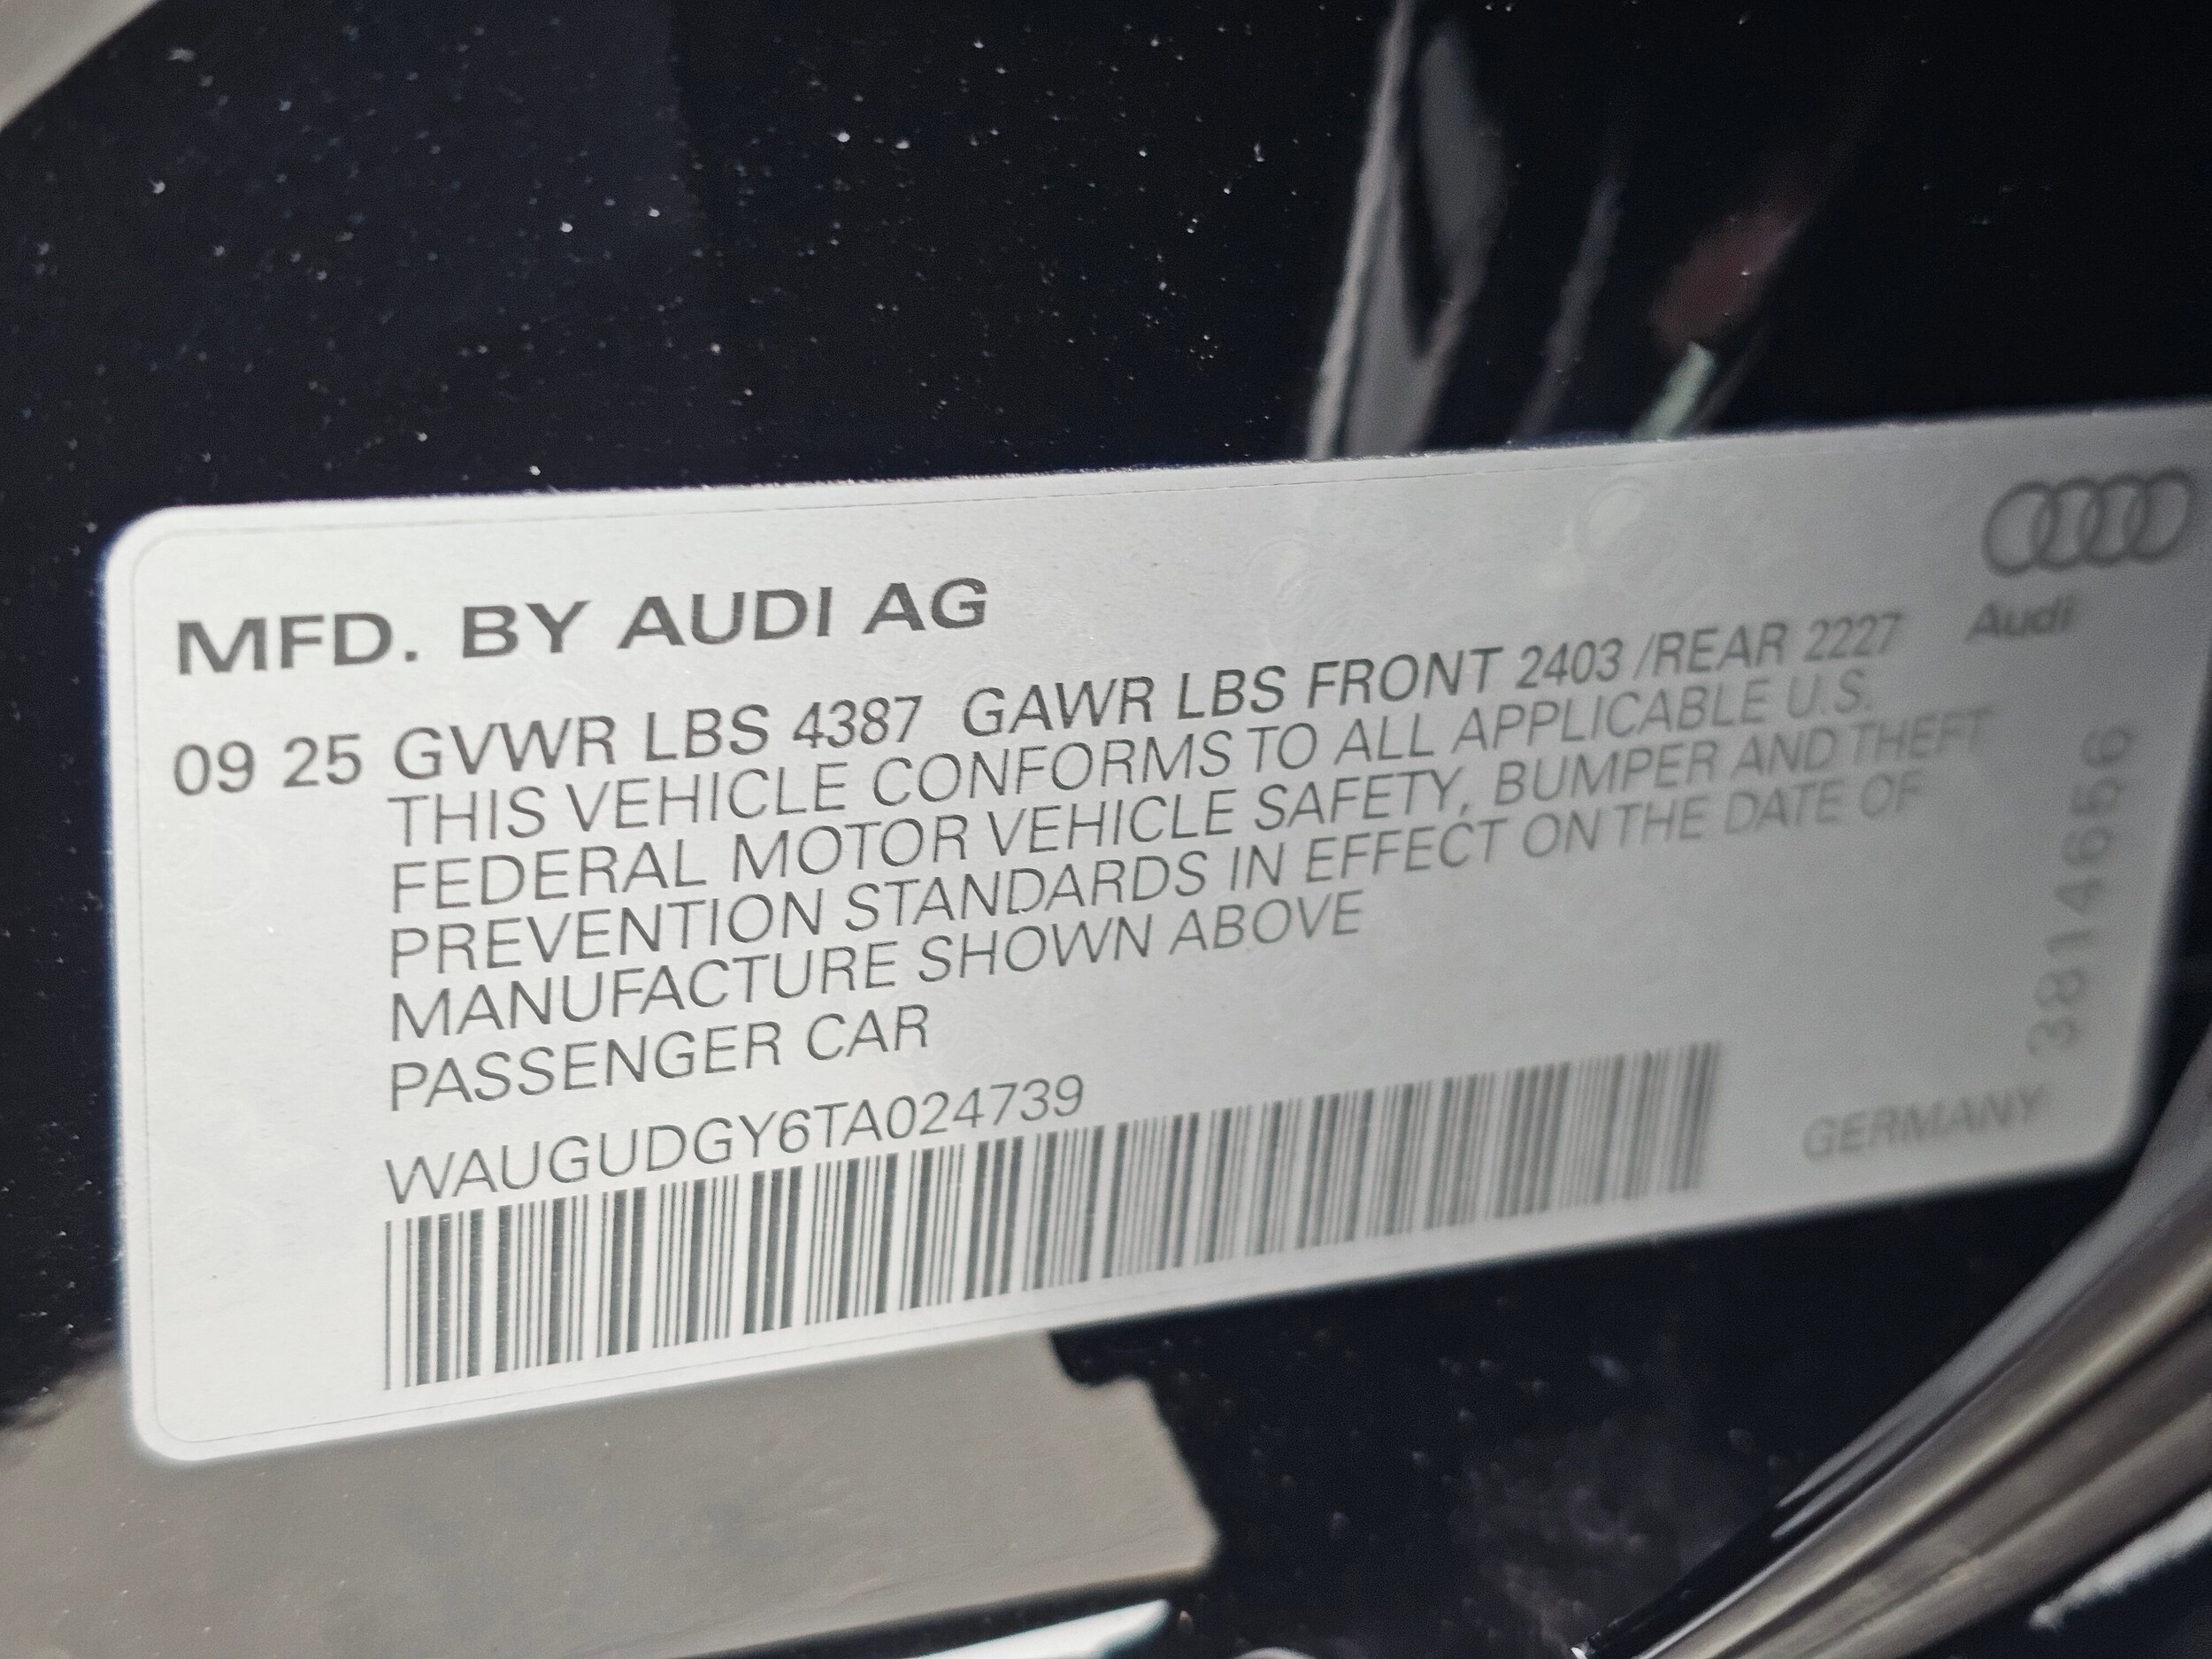 MFD. BY AUDI AG
Audi
09 25 GVWR LBS 4387 GAWR LBS FRONT 2403 /REAR 2227
THIS VEHICLE CONFORMS TO ALL APPLICABLE U.S.
FEDERAL MOTOR VEHICLE SAFETY, BUMPER AND THEFT
PREVENTION STANDARDS IN EFFECT ON THE DATE OF
MANUFACTURE SHOWN ABOVE
PASSENGER CAR
WAUGUDGY6TA024739
GERMANY
3814656